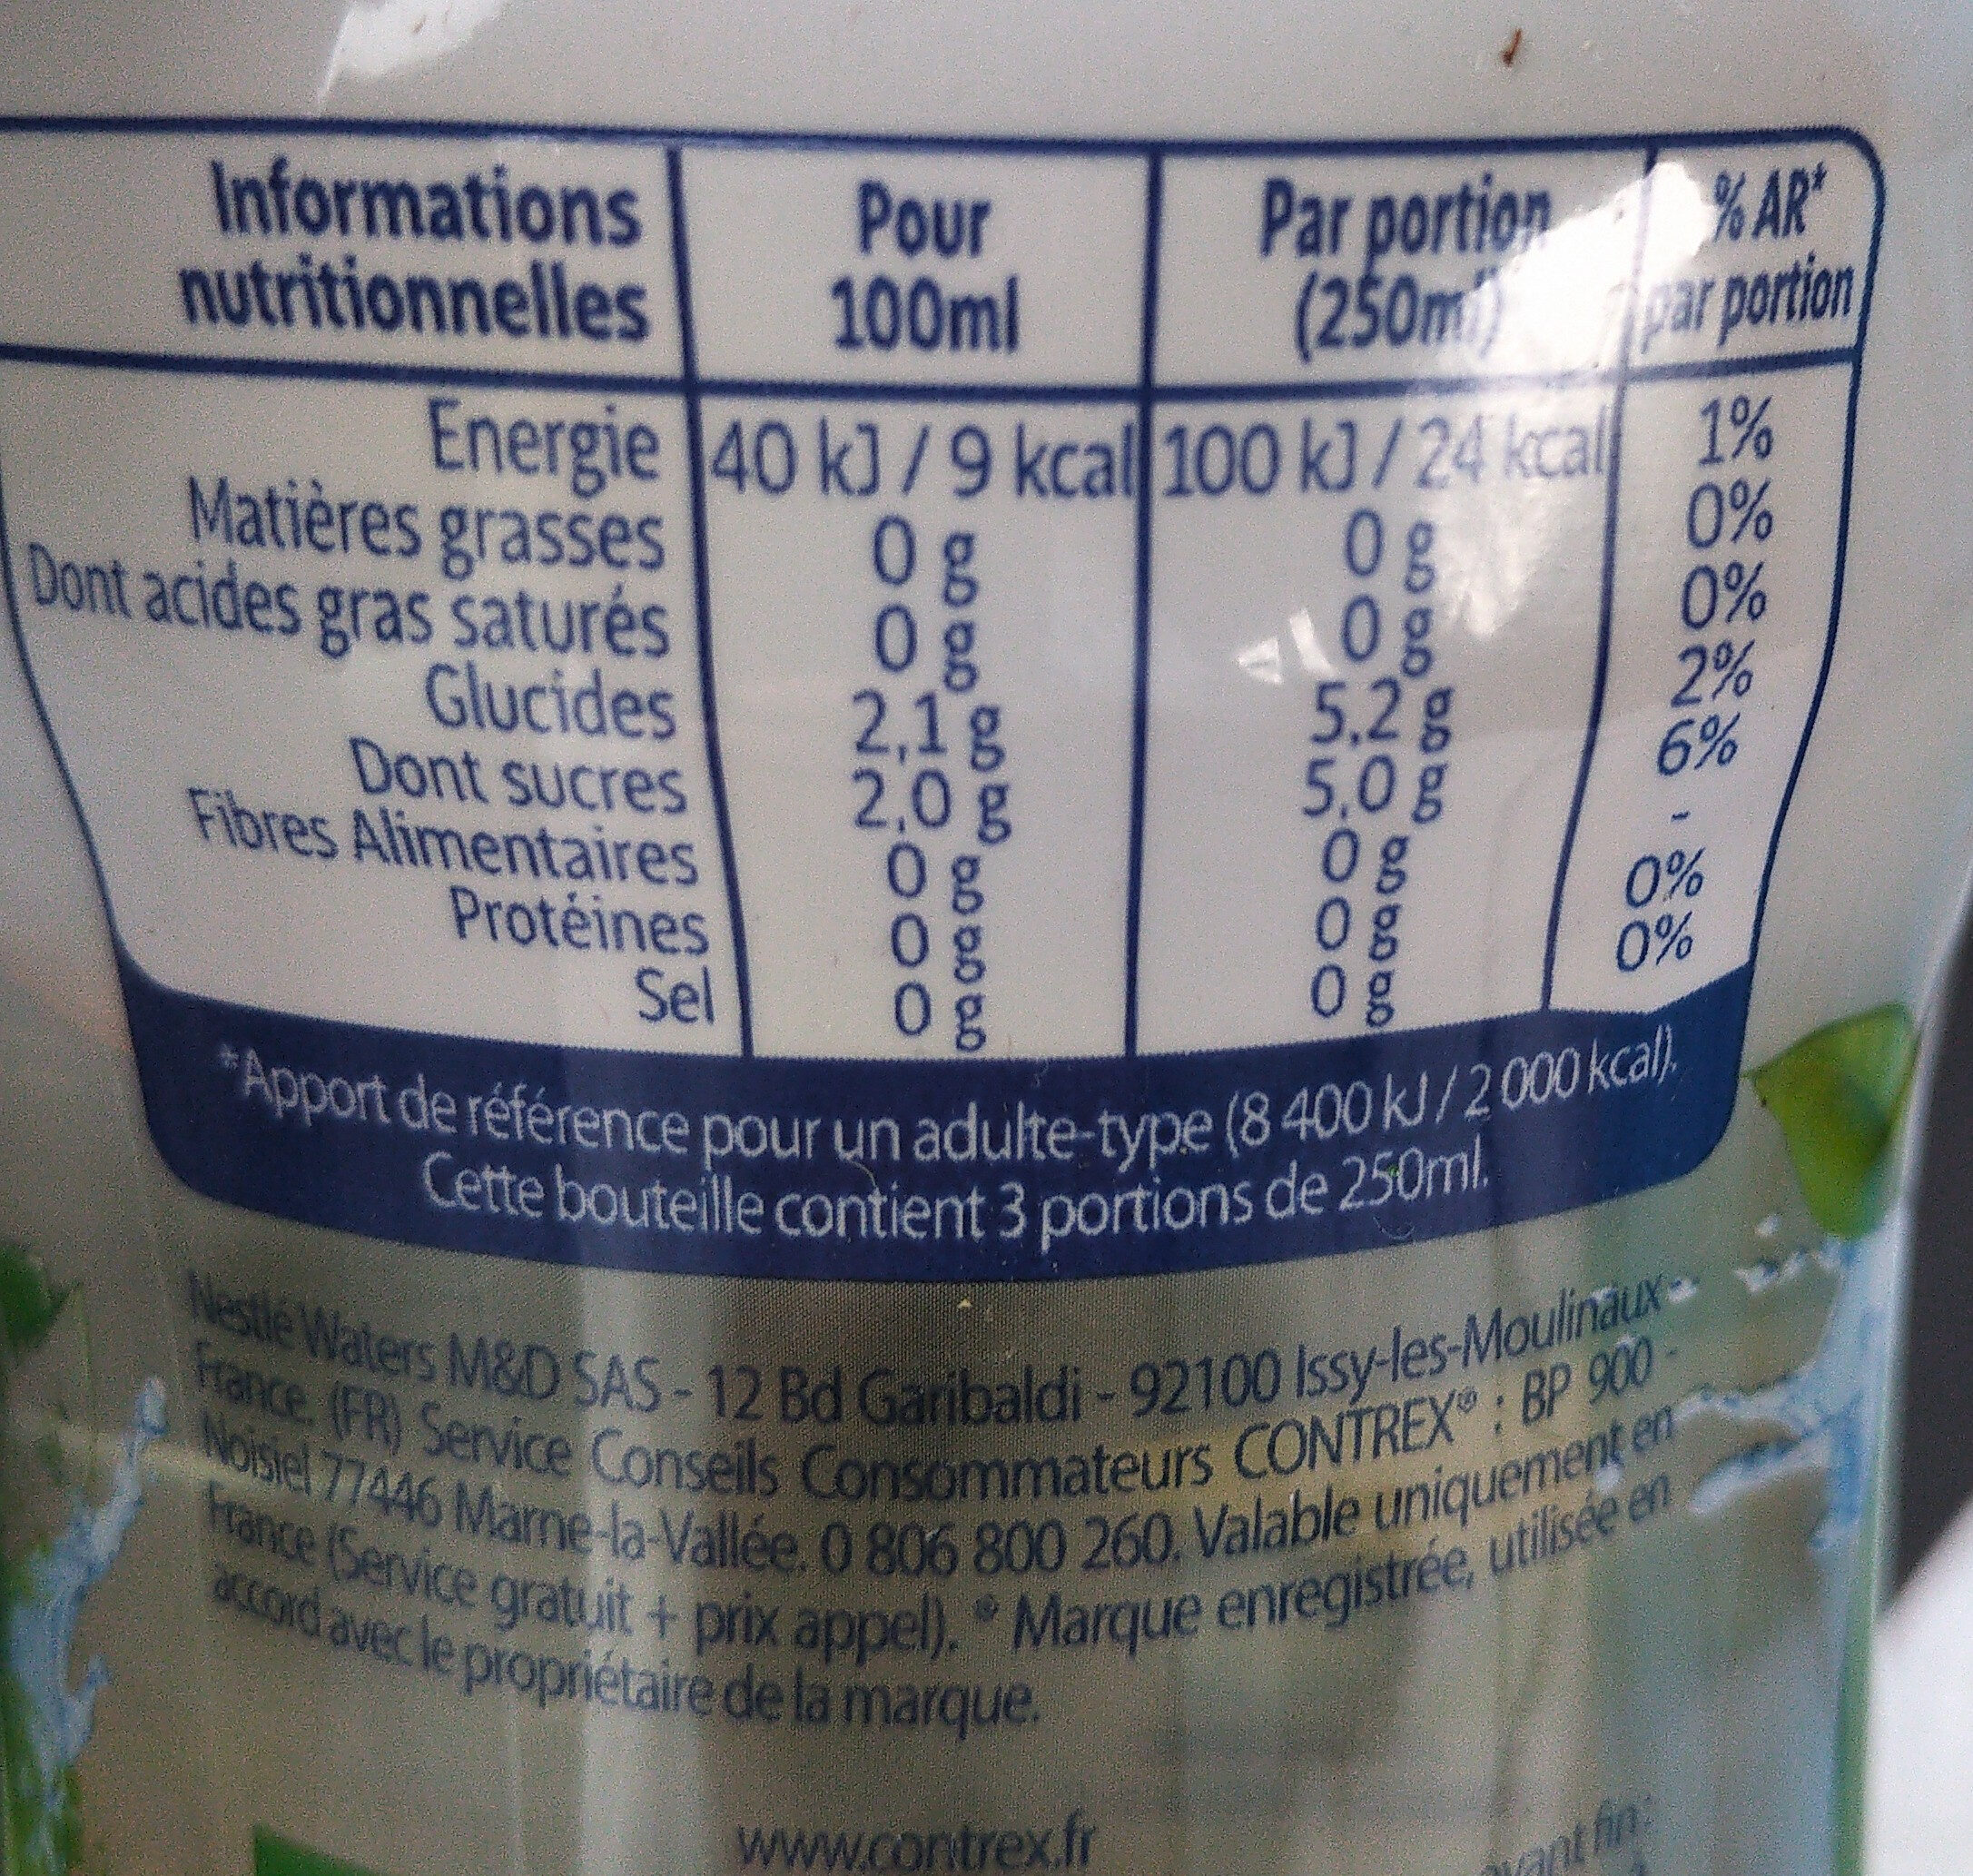 Informations nutritionnelles | Pour 100ml | Par portion (250ml) | % AR* par portion
Energie | 40 kJ / 9 kcal | 100 kJ / 24 kcal | 1%
Matières grasses | 0 g | 0 g | 0%
Dont acides gras saturés | 0 g | 0 g | 0%
Glucides | 2,1 g | 5,2 g | 2%
Dont sucres | 2,0 g | 5,0 g | 6%
Fibres Alimentaires | 0 g | 0 g | -
Protéines | 0 g | 0 g | 0%
Sel | 0 g | 0 g | 0%
*Apport de référence pour un adulte-type (8 400 kJ / 2 000 kcal).
Cette bouteille contient 3 portions de 250ml.
Nestlé Waters M&D SAS - 12 Bd Garibaldi - 92100 Issy-les-Moulinaux -
France. (FR) Service Conseils Consommateurs CONTREX® : BP 900 -
Noisiel 77446 Marne-la-Vallée. 0 806 800 260. Valable uniquement en
France (Service gratuit + prix appel). ® Marque enregistrée, utilisée en
accord avec le propriétaire de la marque.
www.contrex.fr
avant fin: